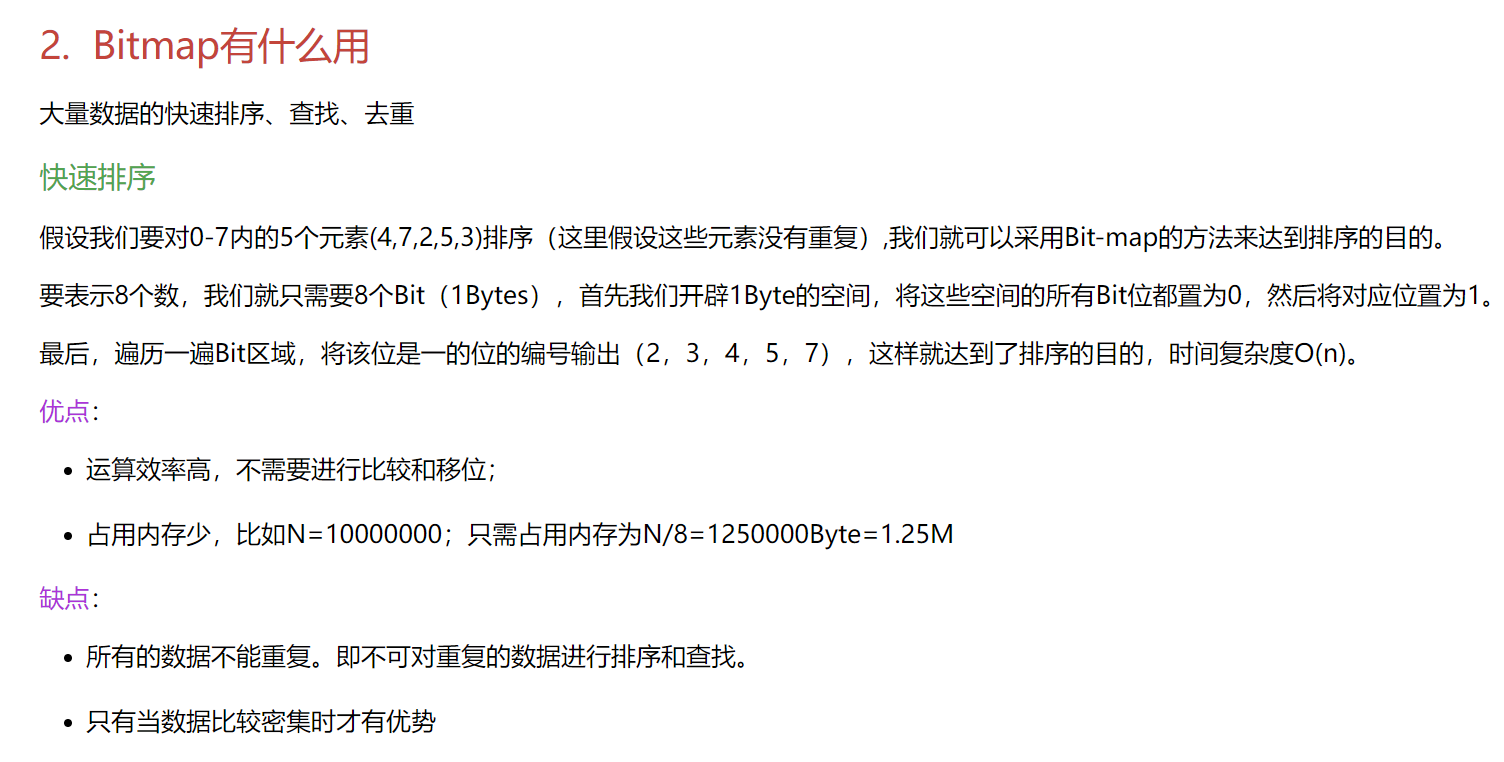 2. Bitmap有什么用
大量数据的快速排序、查找、去重
快速排序
假设我们要对0-7内的5个元素(4,7,2,5,3)排序（这里假设这些元素没有重复）,我们就可以采用Bit-map的方法来达到排序的目的。
要表示8个数，我们就只需要8个Bit（1Bytes），首先我们开辟1Byte的空间，将这些空间的所有Bit位都置为0，然后将对应位置为1。
最后，遍历一遍Bit区域，将该位是一的位的编号输出（2，3，4，5，7），这样就达到了排序的目的，时间复杂度O(n)。
优点：
• 运算效率高，不需要进行比较和移位；
• 占用内存少，比如N=10000000；只需占用内存为N/8=1250000Byte=1.25M
缺点：
• 所有的数据不能重复。即不可对重复的数据进行排序和查找。
• 只有当数据比较密集时才有优势